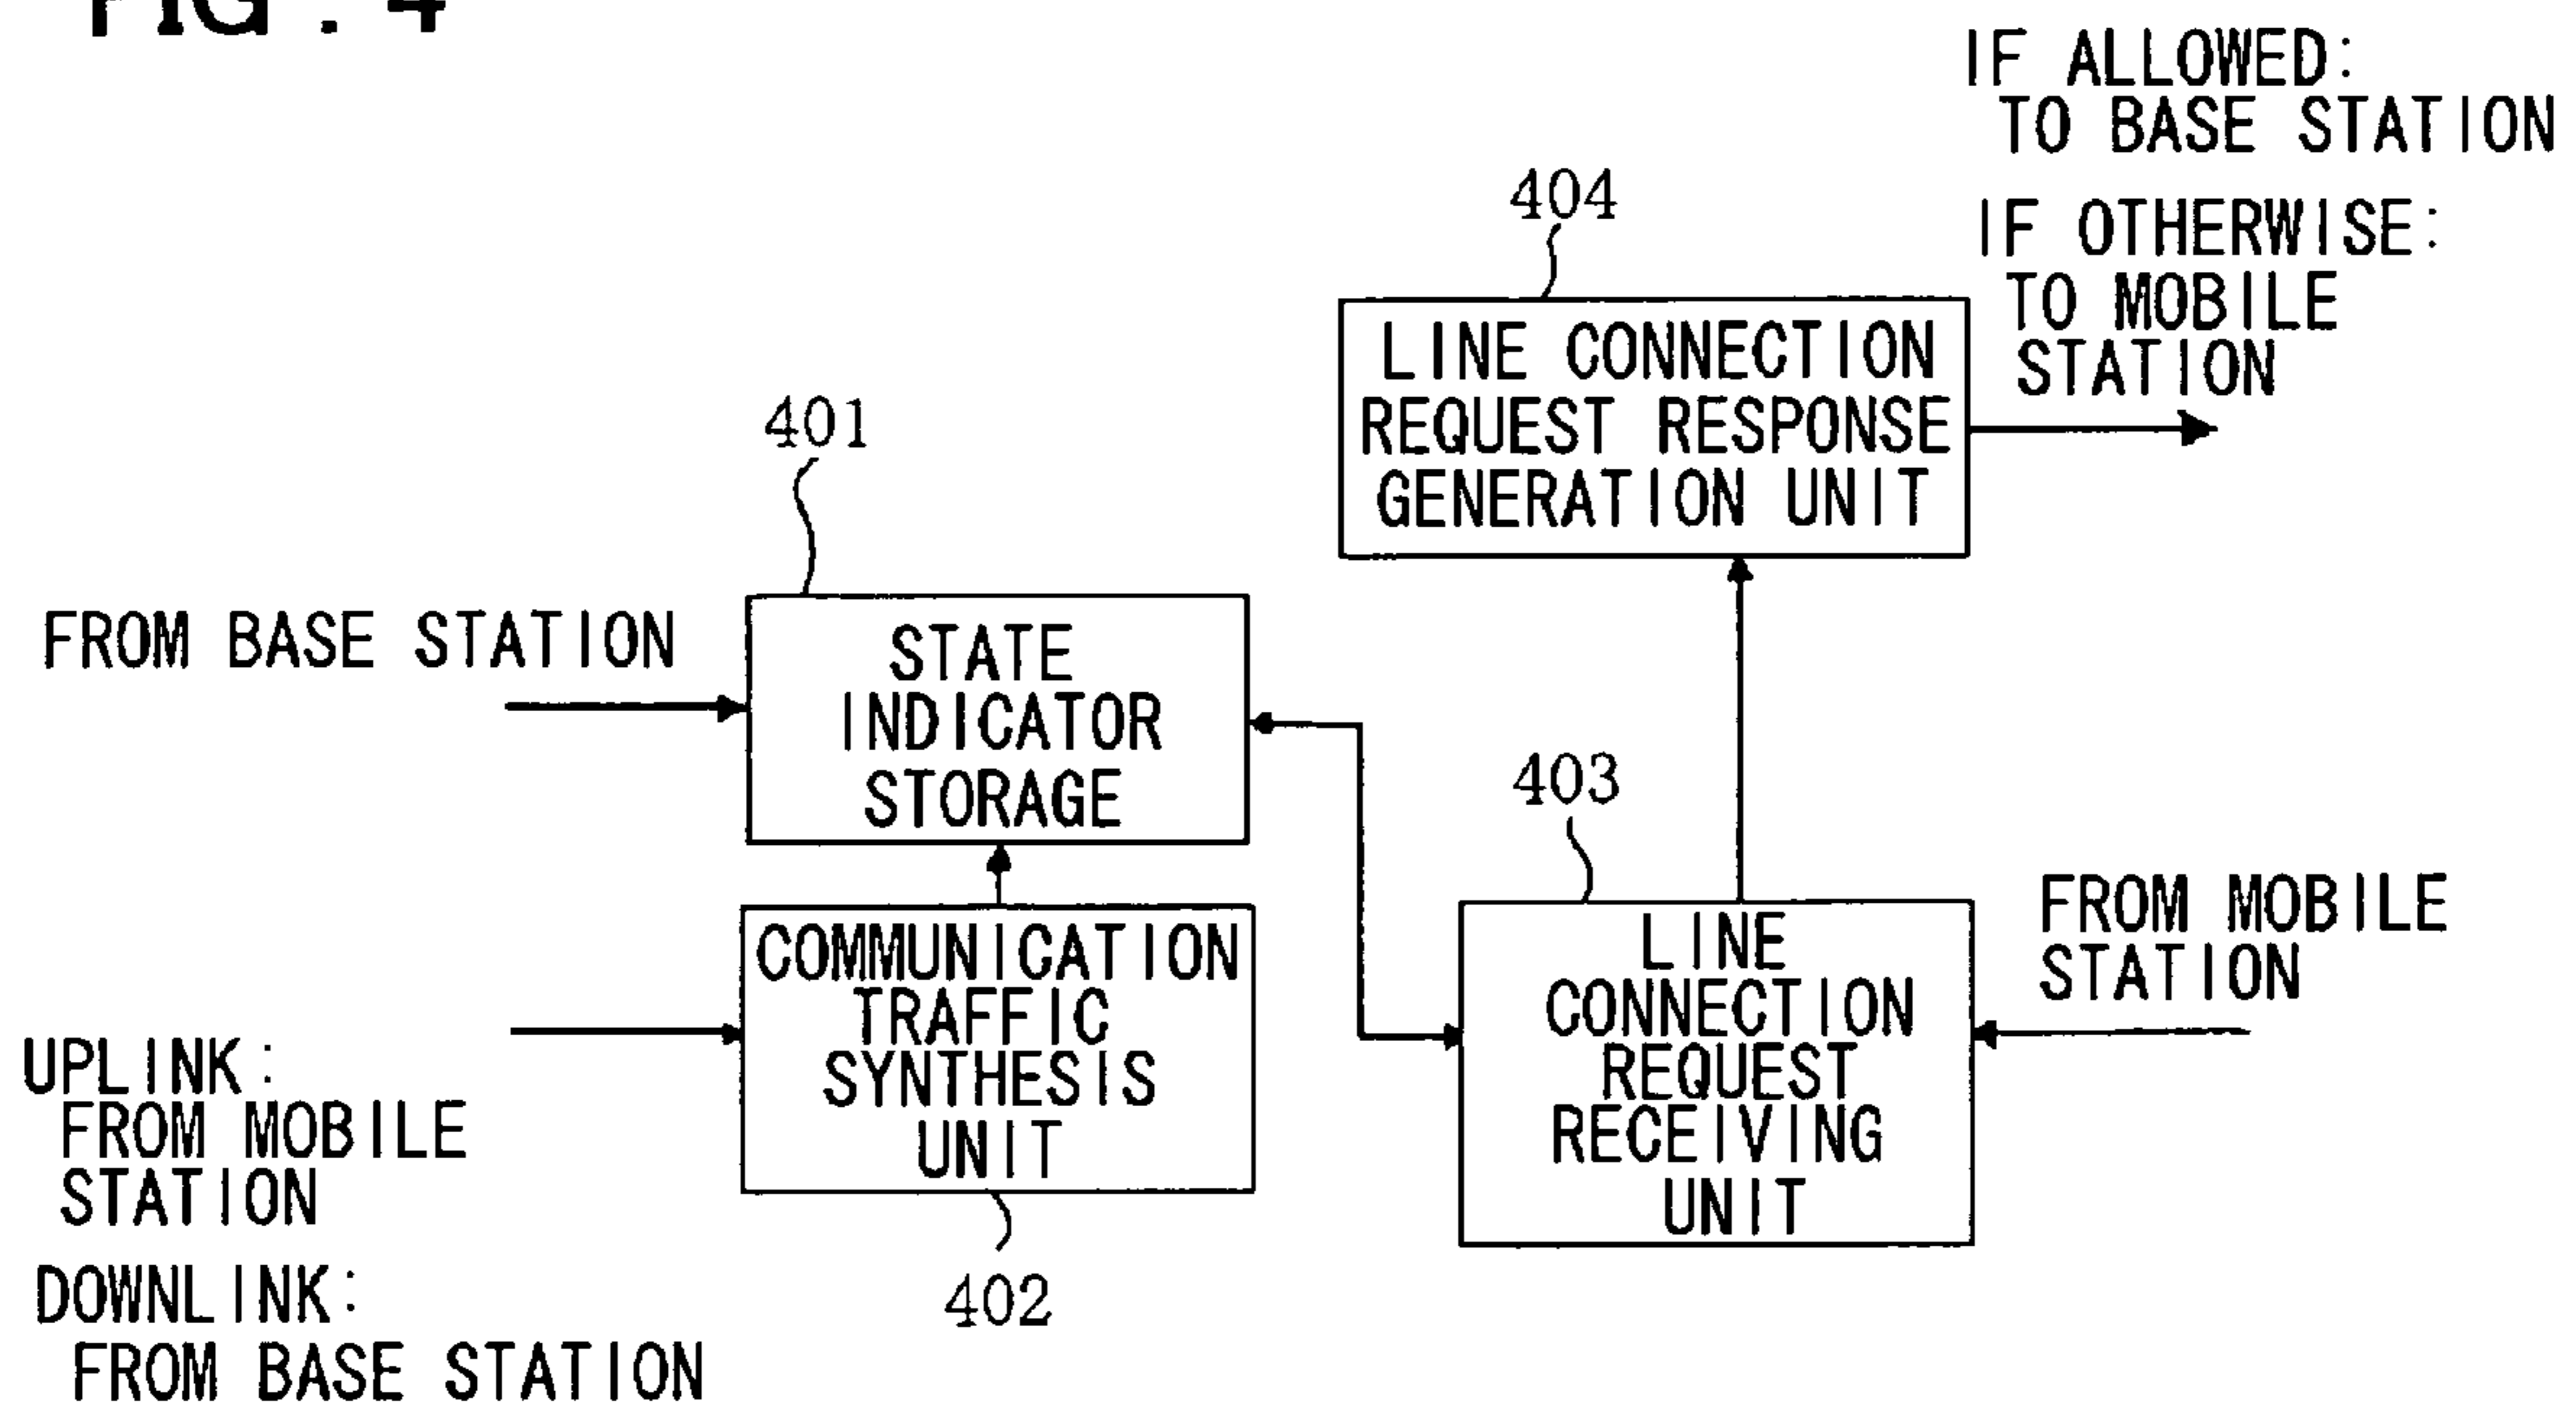 FIG. 4
IF ALLOWED:
TO BASE STATION
IF OTHERWISE:
TO MOBILE
STATION
404
LINE CONNECTION
REQUEST RESPONSE
GENERATION UNIT
401
FROM BASE STATION
STATE
INDICATOR
STORAGE
403
FROM MOBILE
STATION
LINE
CONNECTION
REQUEST
RECEIVING
UNIT
COMMUNICATION
TRAFFIC
SYNTHESIS
UNIT
UPLINK:
FROM MOBILE
STATION
DOWNLINK:
FROM BASE STATION
402